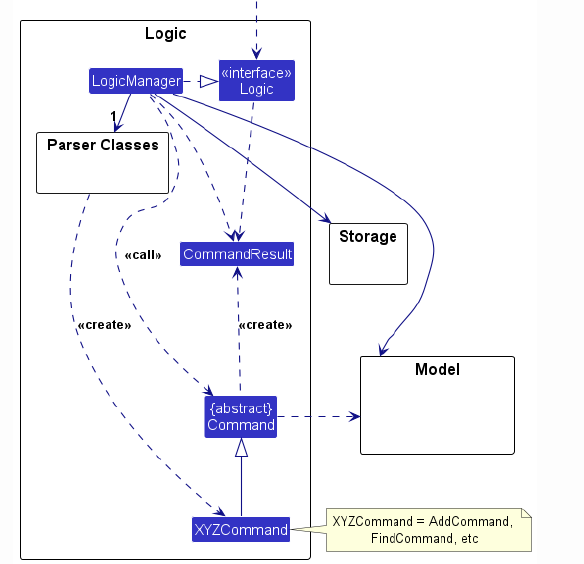 Logic
LogicManager
«interface»
Logic
1
Parser Classes
Storage
«call»
CommandResult
«create»
«create»
Model
{abstract}
Command
XYZCommand
XYZCommand = AddCommand,
FindCommand, etc